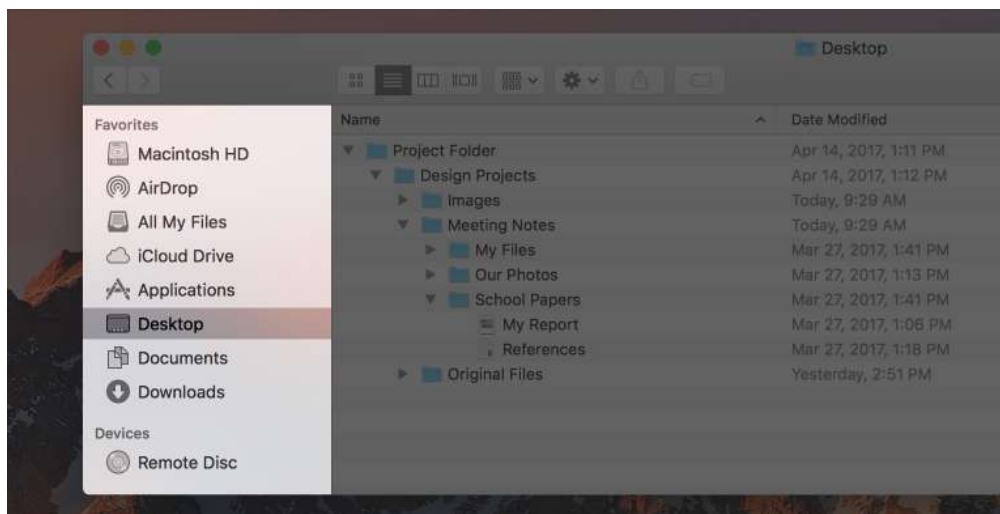 Desktop
Favorites
Macintosh HD
AirDrop
All My Files
iCloud Drive
Applications
Desktop
Documents
Downloads
Devices
Remote Disc
Name Date Modified
Project Folder Apr 14, 2017, 1:11 PM
Design Projects Apr 14, 2017, 1:12 PM
Images Today, 9:29 AM
Meeting Notes Today, 9:29 AM
My Files Mar 27, 2017, 1:41 PM
Our Photos Mar 27, 2017, 1:13 PM
School Papers Mar 27, 2017, 1:41 PM
My Report Mar 27, 2017, 1:06 PM
References Mar 27, 2017, 1:18 PM
Original Files Yesterday, 2:51 PM